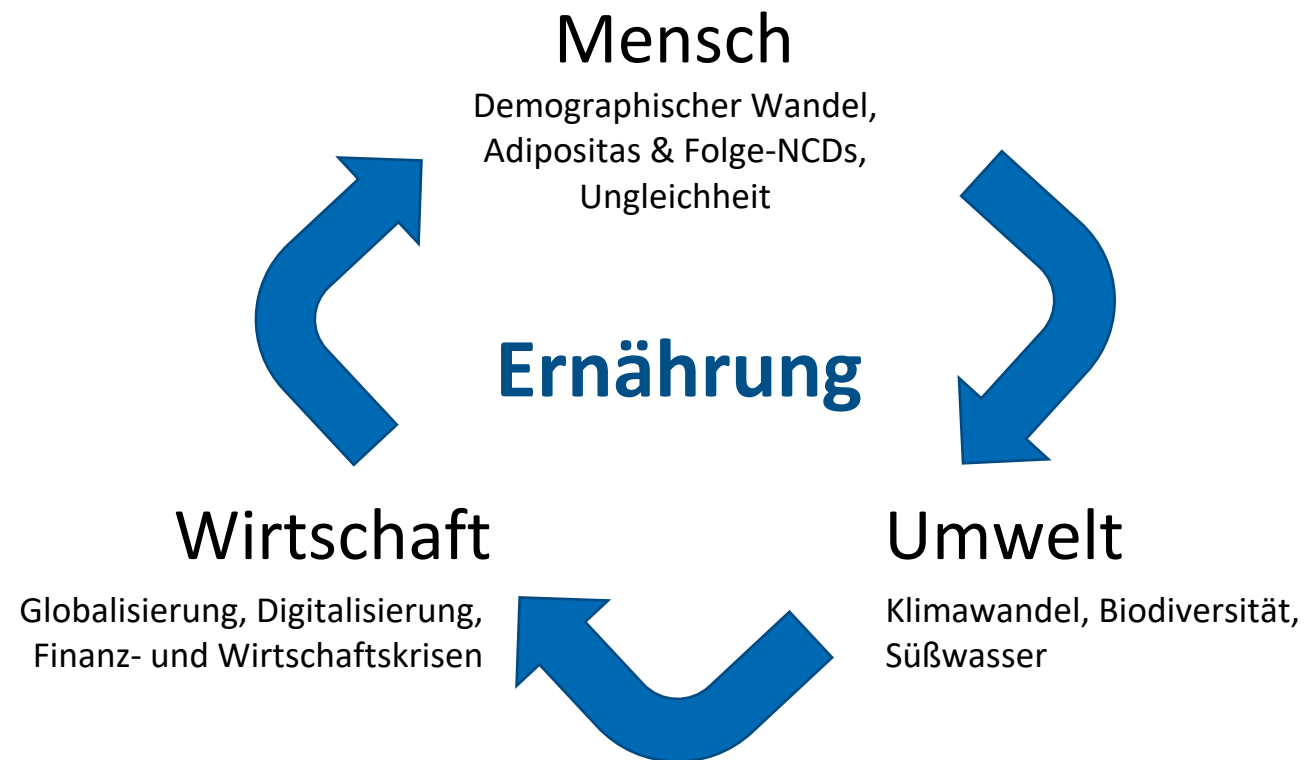 Mensch
Demographischer Wandel,
Adipositas & Folge-NCDs,
Ungleichheit
Ernährung
Wirtschaft
Globalisierung, Digitalisierung,
Finanz- und Wirtschaftskrisen
Umwelt
Klimawandel, Biodiversität,
Süßwasser